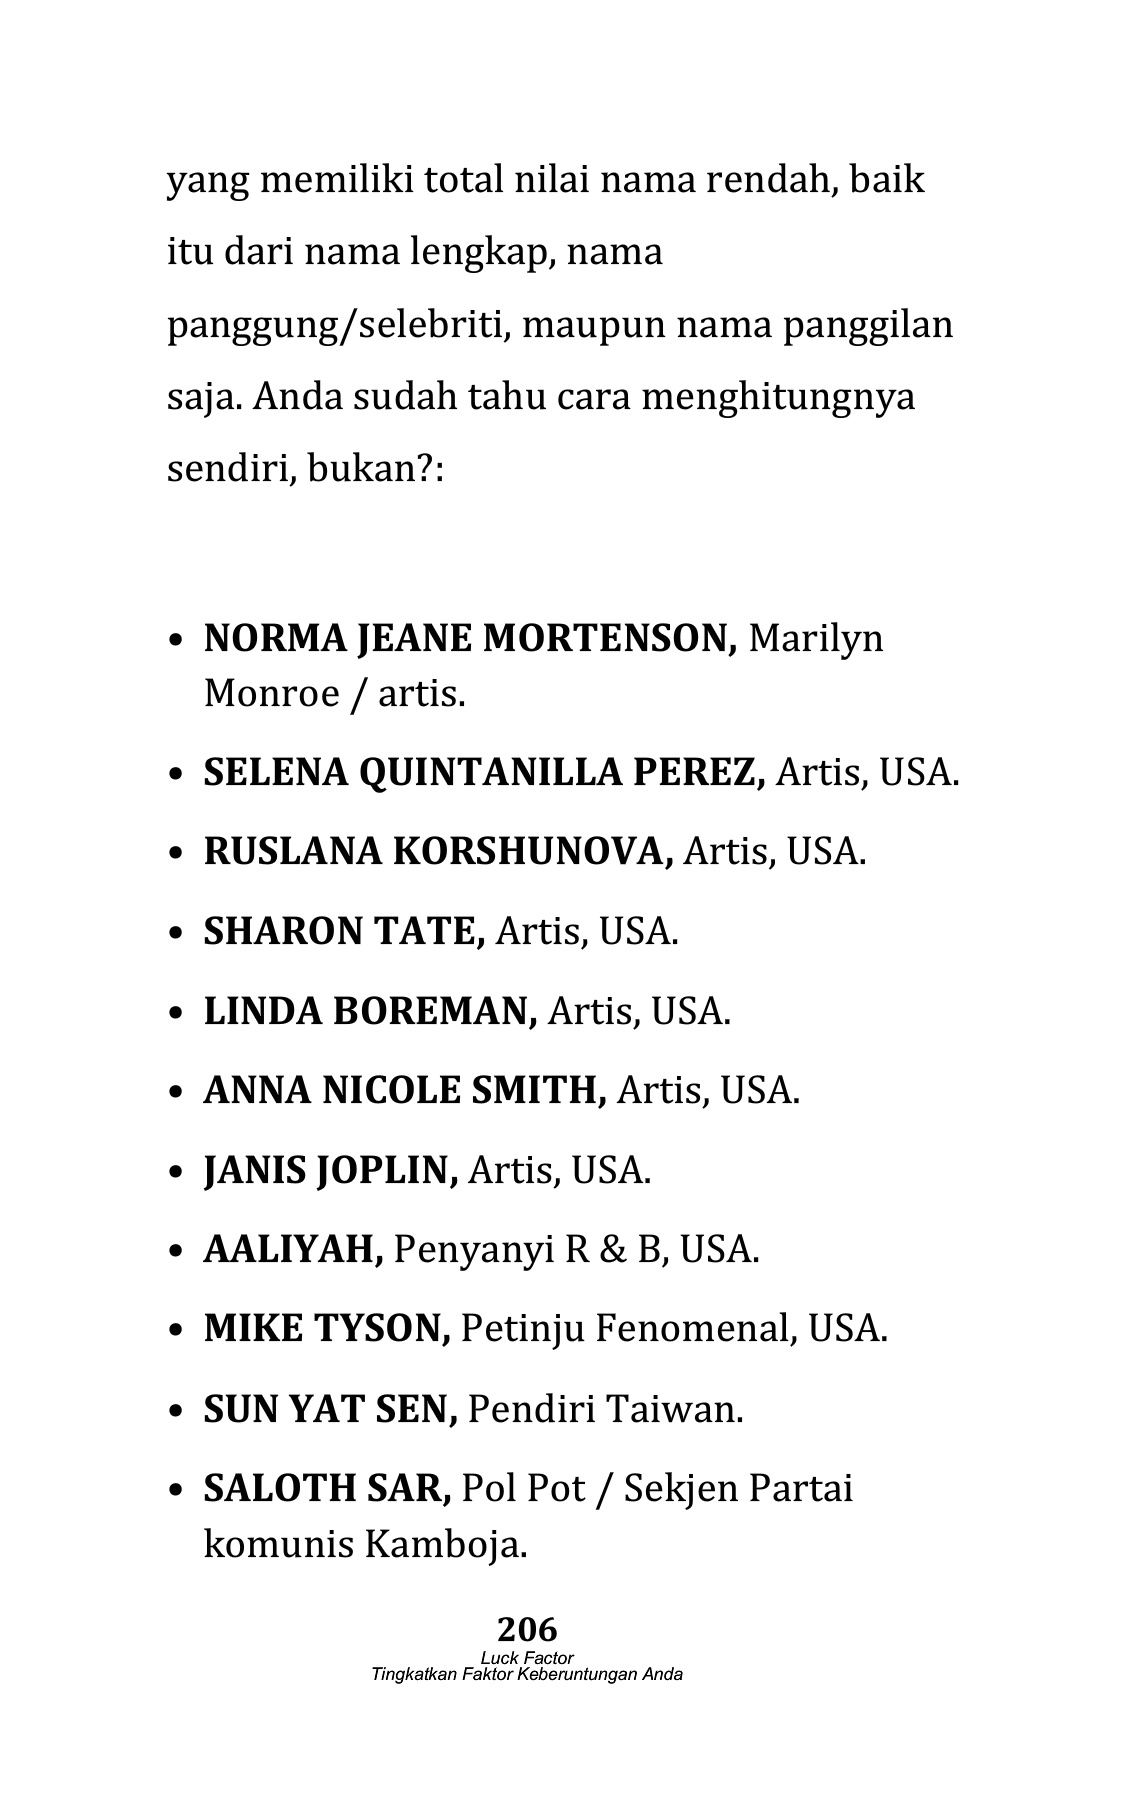 yang memiliki total nilai nama rendah, baik
itu dari nama lengkap, nama
panggung/selebriti, maupun nama panggilan
saja. Anda sudah tahu cara menghitungnya
sendiri, bukan?:
• NORMA JEANE MORTENSON, Marilyn
Monroe / artis.
• SELENA QUINTANILLA PEREZ, Artis, USA.
• RUSLANA KORSHUNOVA, Artis, USA.
• SHARON TATE, Artis, USA.
• LINDA BOREMAN, Artis, USA.
• ANNA NICOLE SMITH, Artis, USA.
• JANIS JOPLIN, Artis, USA.
• AALIYAH, Penyanyi R & B, USA.
• MIKE TYSON, Petinju Fenomenal, USA.
• SUN YAT SEN, Pendiri Taiwan.
• SALOTH SAR, Pol Pot / Sekjen Partai
komunis Kamboja.
206
Luck Factor
Tingkatkan Faktor Keberuntungan Anda